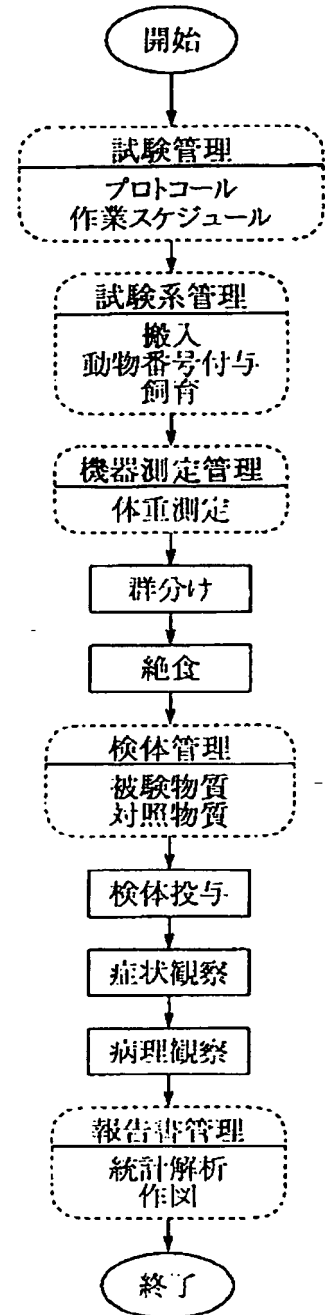 開始
試験管理
プロトコール
作業スケジュール
試験系管理
搬入
動物番号付与
飼育
機器測定管理
体重測定
群分け
絶食
検体管理
被験物質
対照物質
検体投与
症状観察
病理観察
報告書管理
統計解析
作図
終了